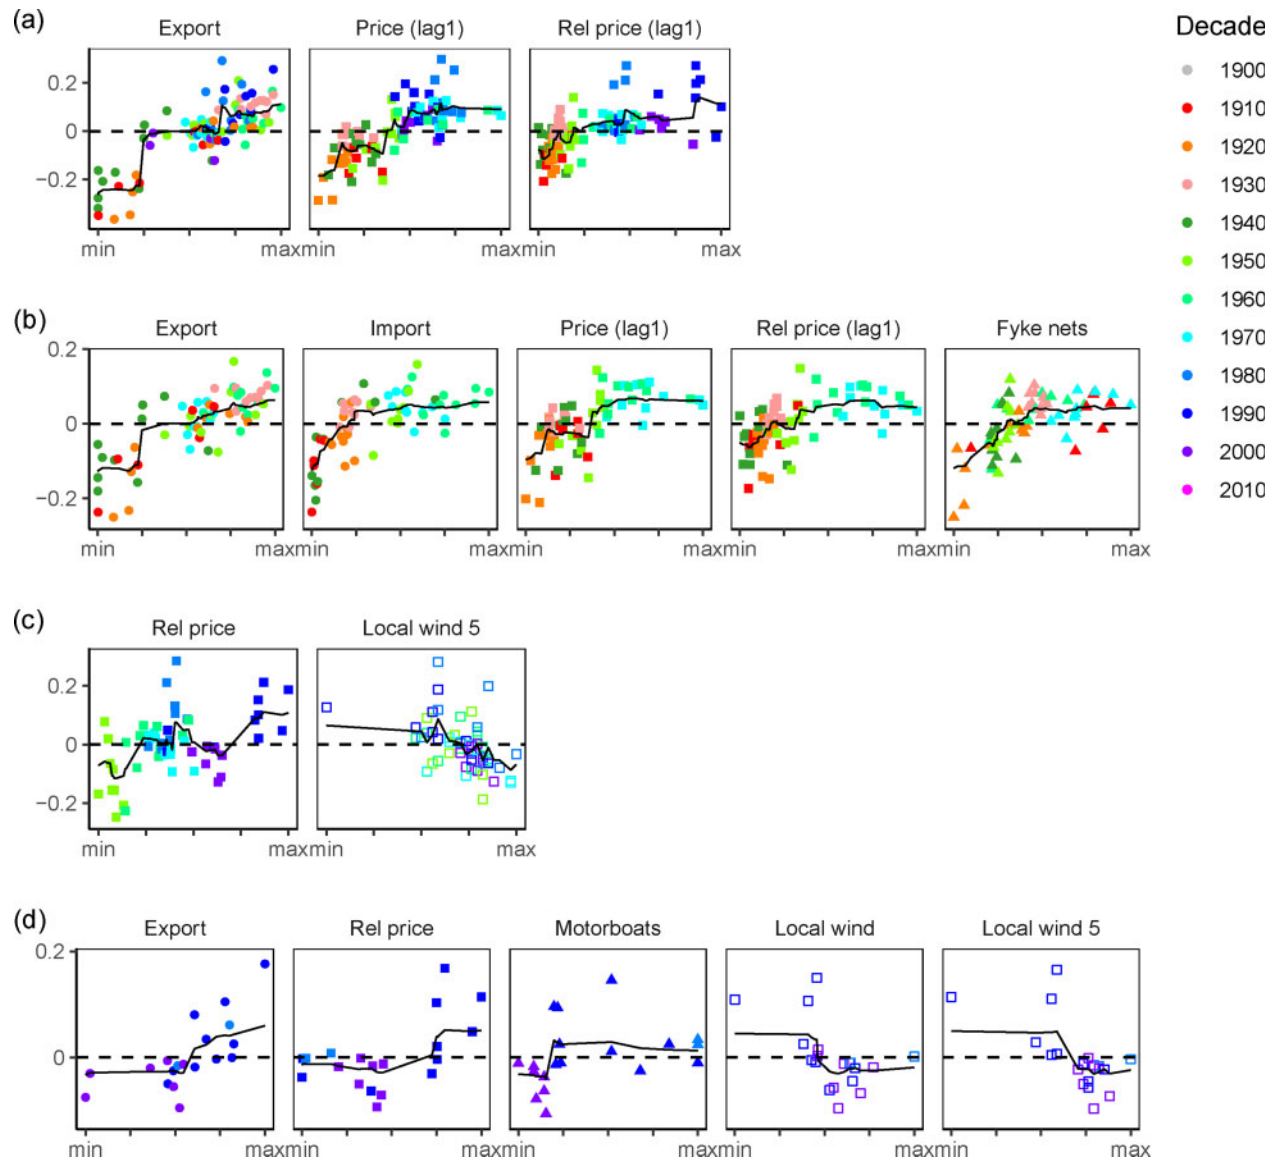 (a)
Export Price (lag1) Rel price (lag1)
0.2
0
−0.2
min maxmin maxmin max
Decade
1900
1910
1920
1930
1940
1950
1960
1970
1980
1990
2000
2010
(b)
Export Import Price (lag1) Rel price (lag1) Fyke nets
0.2
0
−0.2
min maxmin maxmin maxmin maxmin max
(c)
Rel price Local wind 5
0.2
0
−0.2
min maxmin max
(d)
Export Rel price Motorboats Local wind Local wind 5
0.2
0
min maxmin maxmin maxmin maxmin max